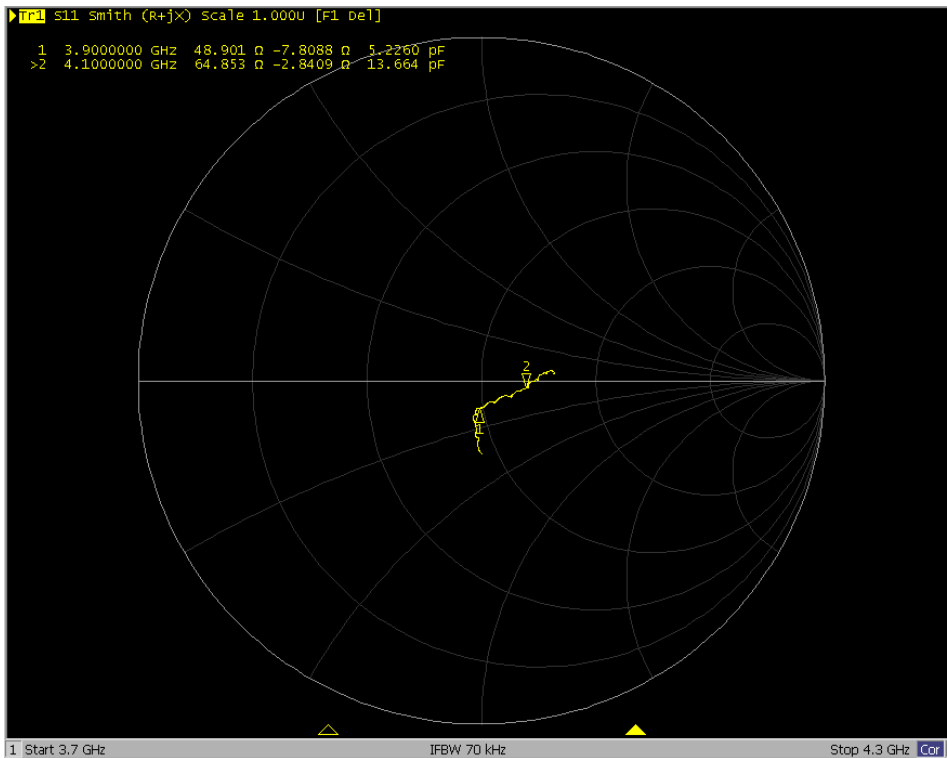 Tr1 S11 Smith (R+jX) Scale 1.000U [F1 Del]
1 3.9000000 GHz 48.901 Ω -7.8088 Ω 5.2260 pF
>2 4.1000000 GHz 64.853 Ω -2.8409 Ω 13.664 pF
2
1
1 Start 3.7 GHz IFBW 70 kHz Stop 4.3 GHz Cor